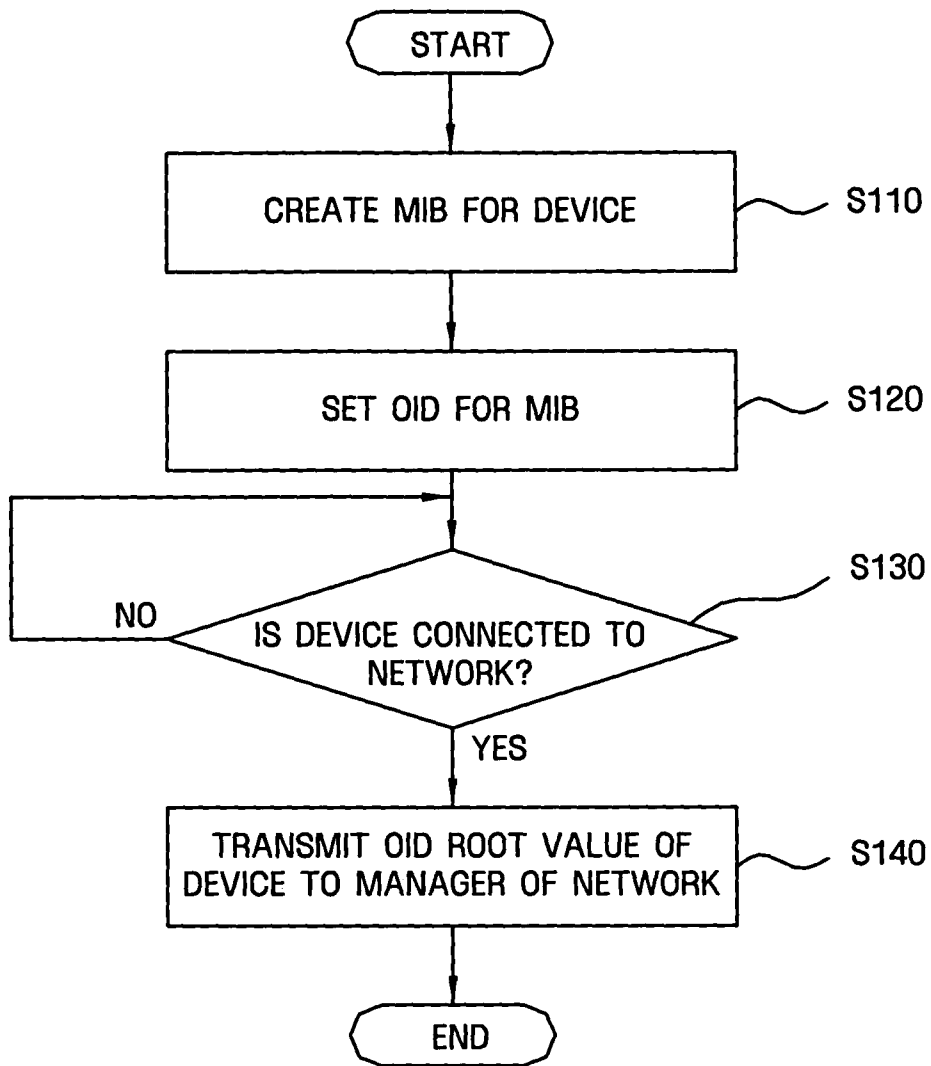 START
CREATE MIB FOR DEVICE
S110
SET OID FOR MIB
S120
S130
NO
IS DEVICE CONNECTED TO
NETWORK?
YES
TRANSMIT OID ROOT VALUE OF
DEVICE TO MANAGER OF NETWORK
S140
END